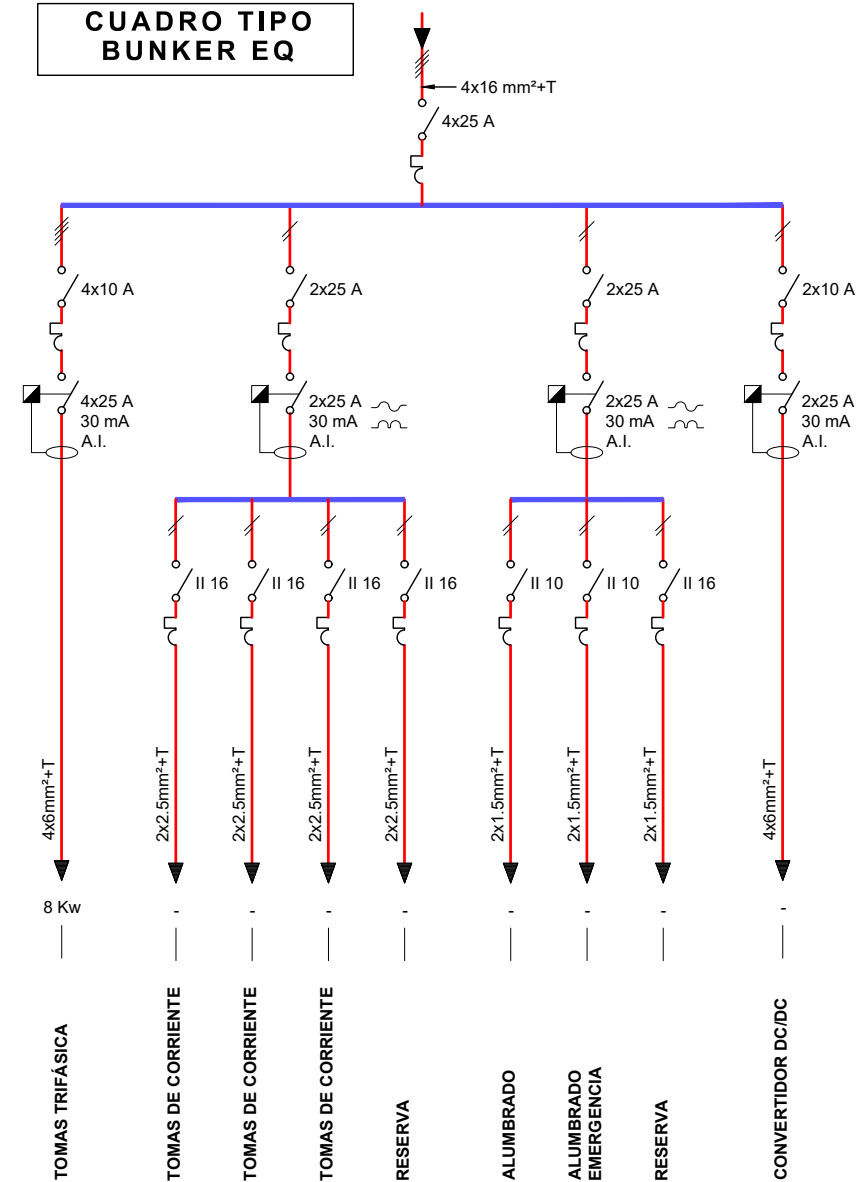 CUADRO TIPO
BUNKER EQ
4x16 mm²+T
4x25 A
4x10 A
2x25 A
2x25 A
2x10 A
4x25 A
30 mA
A.I.
2x25 A
30 mA
A.I.
2x25 A
30 mA
A.I.
2x25 A
30 mA
A.I.
II 16
II 16
II 16
II 16
II 10
II 10
II 16
4x6mm²+T
2x2.5mm²+T
2x2.5mm²+T
2x2.5mm²+T
2x2.5mm²+T
2x1.5mm²+T
2x1.5mm²+T
2x1.5mm²+T
4x6mm²+T
8 Kw
-
-
-
-
-
-
-
-
TOMAS TRIFÁSICA
TOMAS DE CORRIENTE
TOMAS DE CORRIENTE
TOMAS DE CORRIENTE
RESERVA
ALUMBRADO
ALUMBRADO
EMERGENCIA
RESERVA
CONVERTIDOR DC/DC